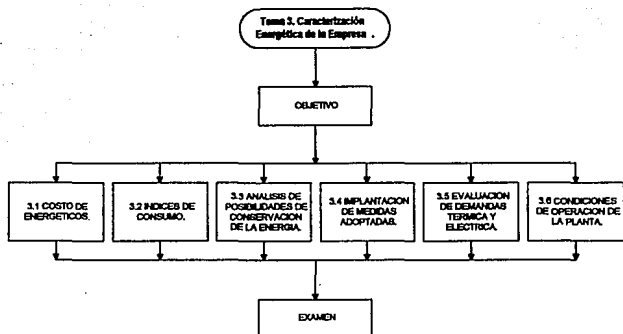 Tema 3. Caracterización
Energética de la Empresa .
OBJETIVO
3.1 COSTO DE
ENERGETICOS.
3.2 INDICES DE
CONSUMO.
3.3 ANALISIS DE
POSIBILIDADES DE
CONSERVACION
DE LA ENERGIA.
3.4 IMPLANTACION
DE MEDIDAS
ADOPTADAS.
3.5 EVALUACION
DE DEMANDAS
TERMICA Y
ELECTRICA.
3.6 CONDICIONES
DE OPERACION DE
LA PLANTA.
EXAMEN